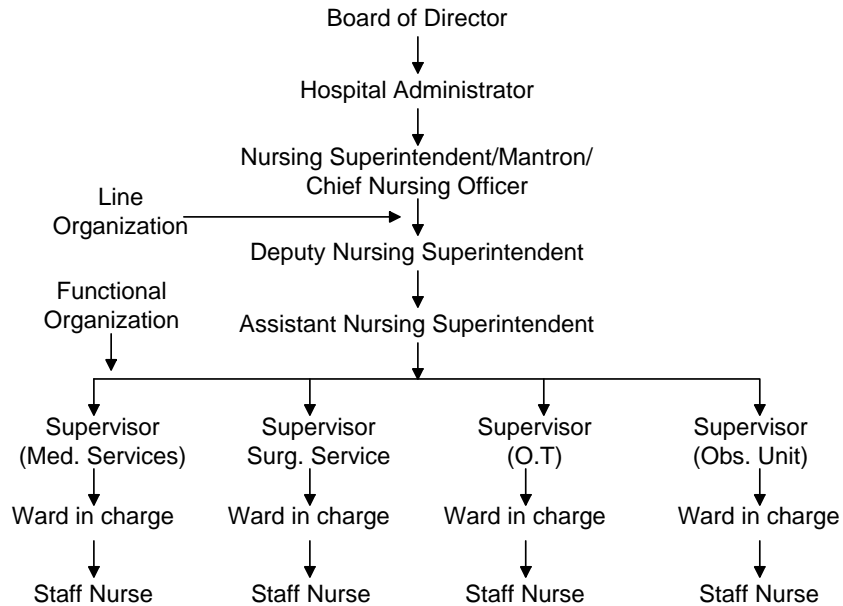 Board of Director
Hospital Administrator
Nursing Superintendent/Mantron/
Chief Nursing Officer
Line
Organization
Deputy Nursing Superintendent
Functional
Organization
Assistant Nursing Superintendent
Supervisor
(Med. Services)
Supervisor
Surg. Service
Supervisor
(O.T)
Supervisor
(Obs. Unit)
Ward in charge
Ward in charge
Ward in charge
Ward in charge
Staff Nurse
Staff Nurse
Staff Nurse
Staff Nurse